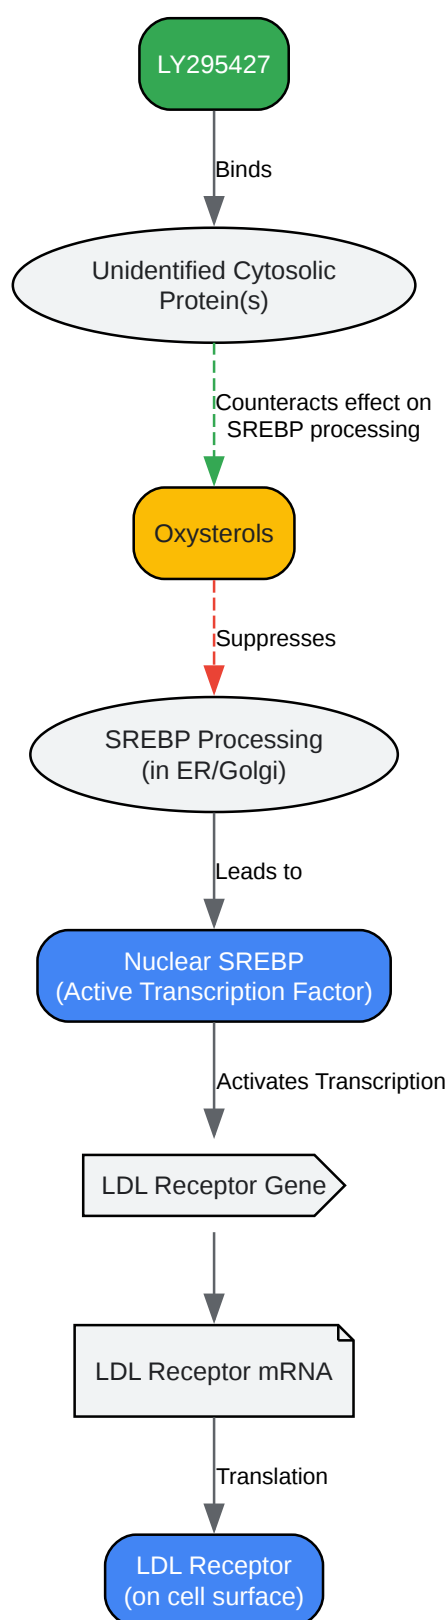 LY295427
Binds
Unidentified Cytosolic
Protein(s)
Counteracts effect on
SREBP processing
Oxysterols
Suppresses
SREBP Processing
(in ER/Golgi)
Leads to
Nuclear SREBP
(Active Transcription Factor)
Activates Transcription
LDL Receptor Gene
LDL Receptor mRNA
Translation
LDL Receptor
(on cell surface)